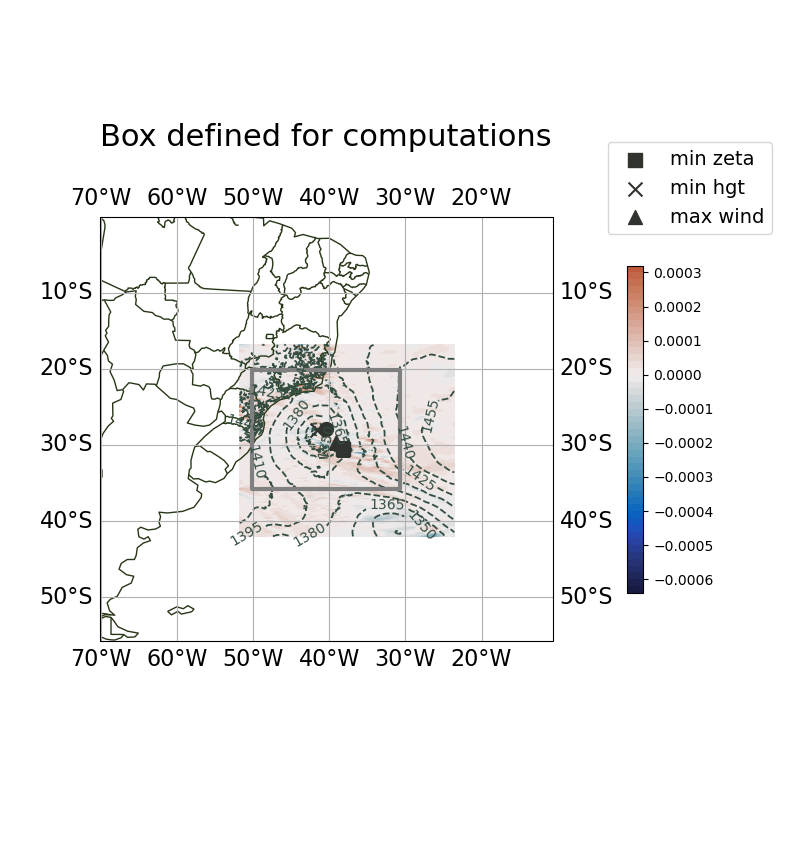 Box defined for computations
min zeta
min hgt
max wind
70°W 60°W 50°W 40°W 30°W 20°W
10°S 10°S
20°S 20°S
30°S 30°S
40°S 40°S
50°S 50°S
70°W 60°W 50°W 40°W 30°W 20°W
0.0003
0.0002
0.0001
0.0000
−0.0001
−0.0002
−0.0003
−0.0004
−0.0005
−0.0006
1380
1455
1440
1410
1425
1365
1350
1395
1380